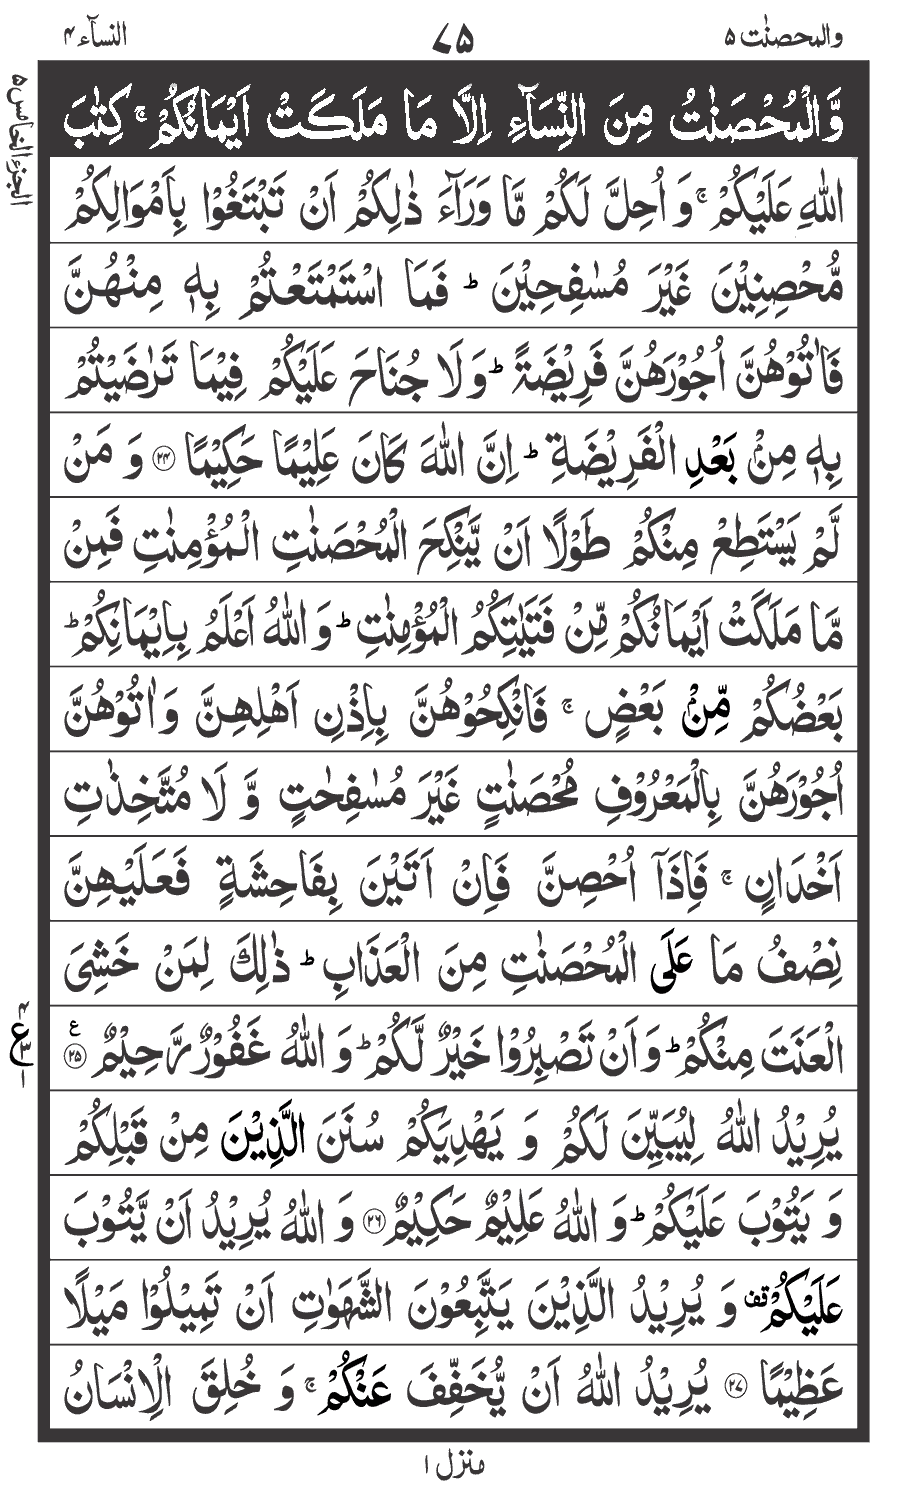 والمحصنٰت ۵
۷۵
النسآء ۴
الجزء الخامس ۵
وَّالْمُحْصَنٰتُ مِنَ النِّسَآءِ اِلَّا مَا مَلَكَتْ اَيْمَانُكُمْ ۚ كِتٰبَ
اللّٰهِ عَلَيْكُمْ ۚ وَ اُحِلَّ لَكُمْ مَّا وَرَآءَ ذٰلِكُمْ اَنْ تَبْتَغُوْا بِاَمْوَالِكُمْ
مُّحْصِنِيْنَ غَيْرَ مُسٰفِحِيْنَ ؕ فَمَا اسْتَمْتَعْتُمْ بِهٖ مِنْهُنَّ
فَاٰتُوْهُنَّ اُجُوْرَهُنَّ فَرِيْضَةً ؕ وَلَا جُنَاحَ عَلَيْكُمْ فِيْمَا تَرٰضَيْتُمْ
بِهٖ مِنْۢ بَعْدِ الْفَرِيْضَةِ ؕ اِنَّ اللّٰهَ كَانَ عَلِيْمًا حَكِيْمًا ۲۴ وَ مَنْ
لَّمْ يَسْتَطِعْ مِنْكُمْ طَوْلًا اَنْ يَّنْكِحَ الْمُحْصَنٰتِ الْمُؤْمِنٰتِ فَمِنْ
مَّا مَلَكَتْ اَيْمَانُكُمْ مِّنْ فَتَيٰتِكُمُ الْمُؤْمِنٰتِ ؕ وَ اللّٰهُ اَعْلَمُ بِاِيْمَانِكُمْ ؕ
بَعْضُكُمْ مِّنْۢ بَعْضٍ ۚ فَانْكِحُوْهُنَّ بِاِذْنِ اَهْلِهِنَّ وَاٰتُوْهُنَّ
اُجُوْرَهُنَّ بِالْمَعْرُوْفِ مُحْصَنٰتٍ غَيْرَ مُسٰفِحٰتٍ وَّ لَا مُتَّخِذٰتِ
اَخْدَانٍ ۚ فَاِذَآ اُحْصِنَّ فَاِنْ اَتَيْنَ بِفَاحِشَةٍ فَعَلَيْهِنَّ
نِصْفُ مَا عَلَى الْمُحْصَنٰتِ مِنَ الْعَذَابِ ؕ ذٰلِكَ لِمَنْ خَشِيَ
الْعَنَتَ مِنْكُمْ ؕ وَاَنْ تَصْبِرُوْا خَيْرٌ لَّكُمْ ؕ وَ اللّٰهُ غَفُوْرٌ رَّحِيْمٌ ۲۵ ع
يُرِيْدُ اللّٰهُ لِيُبَيِّنَ لَكُمْ وَ يَهْدِيَكُمْ سُنَنَ الَّذِيْنَ مِنْ قَبْلِكُمْ
وَ يَتُوْبَ عَلَيْكُمْ ؕ وَ اللّٰهُ عَلِيْمٌ حَكِيْمٌ ۲۶ وَ اللّٰهُ يُرِيْدُ اَنْ يَّتُوْبَ
عَلَيْكُمْ قف وَ يُرِيْدُ الَّذِيْنَ يَتَّبِعُوْنَ الشَّهَوٰتِ اَنْ تَمِيْلُوْا مَيْلًا
عَظِيْمًا ۲۷ يُرِيْدُ اللّٰهُ اَنْ يُّخَفِّفَ عَنْكُمْ ۚ وَ خُلِقَ الْاِنْسَانُ
منزل ۱